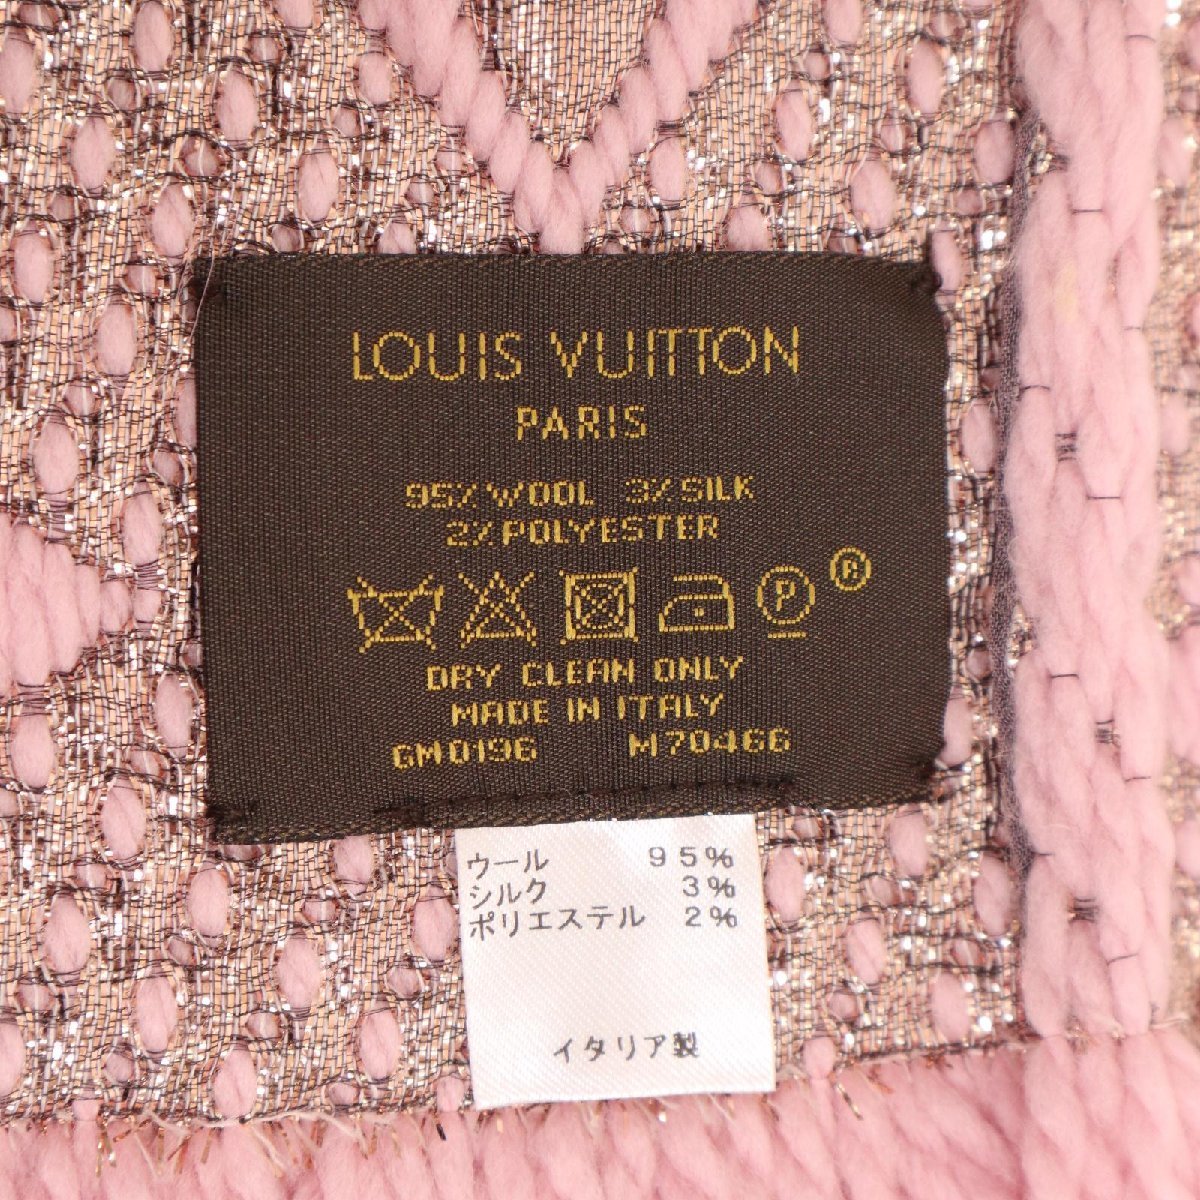 LOUIS VUITTON
PARIS
95% WOOL 3% SILK
2% POLYESTER
P ®
DRY CLEAN ONLY
MADE IN ITALY
GM0196 M70466
ウール 95%
シルク 3%
ポリエステル 2%
イタリア製